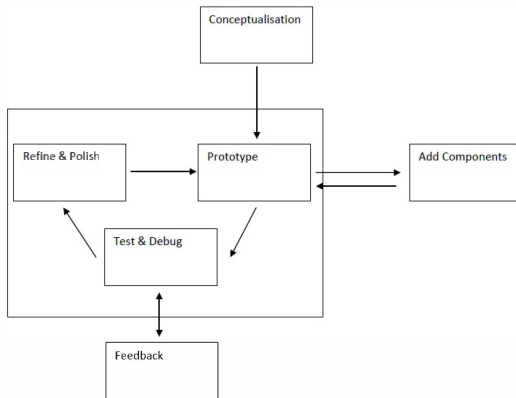 Conceptualisation
Refine & Polish
Prototype
Add Components
Test & Debug
Feedback